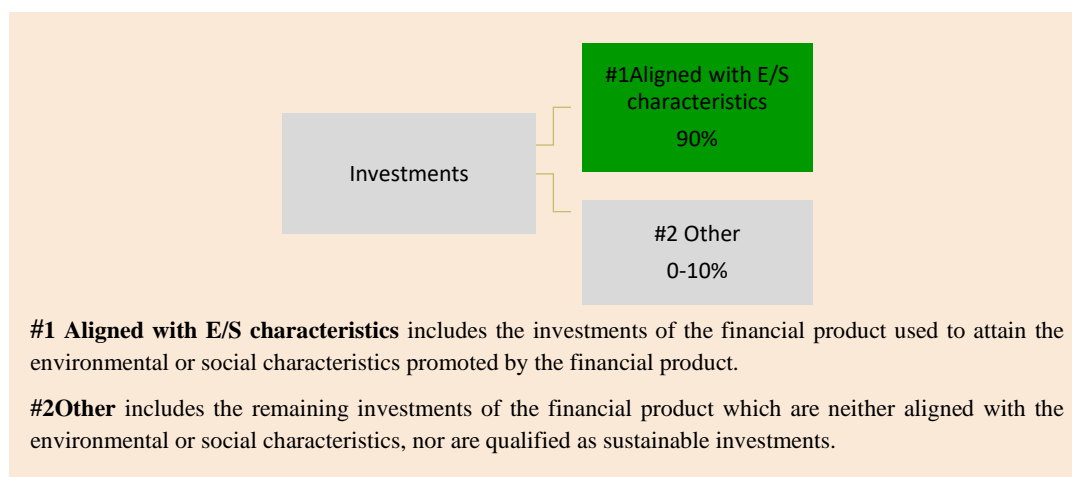 #1Aligned with E/S
characteristics
90%
Investments
#2 Other
0-10%
#1 Aligned with E/S characteristics includes the investments of the financial product used to attain the
environmental or social characteristics promoted by the financial product.
#2Other includes the remaining investments of the financial product which are neither aligned with the
environmental or social characteristics, nor are qualified as sustainable investments.